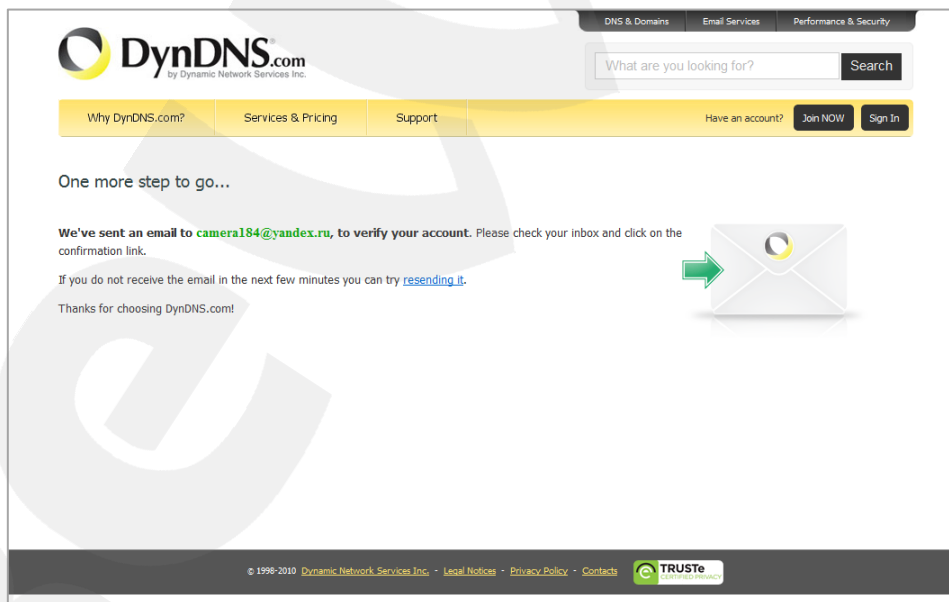 DNS & Domains Email Services Performance & Security
DynDNS.com
by Dynamic Network Services Inc.
What are you looking for? Search
Why DynDNS.com? Services & Pricing Support Have an account? Join NOW Sign In
One more step to go...
We've sent an email to camera184@yandex.ru, to verify your account. Please check your inbox and click on the
confirmation link.
If you do not receive the email in the next few minutes you can try resending it.
Thanks for choosing DynDNS.com!
© 1998-2010 Dynamic Network Services Inc. - Legal Notices - Privacy Policy - Contacts TRUSTe
CERTIFIED PRIVACY